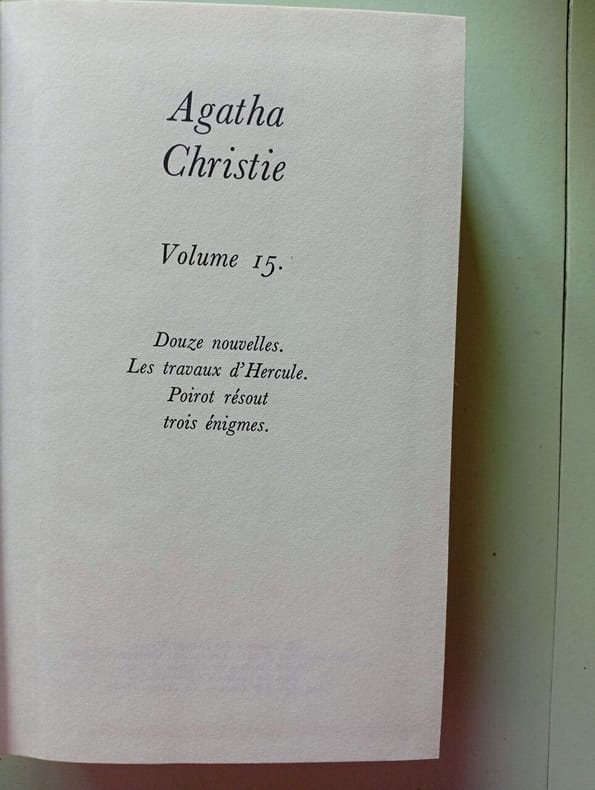 Agatha
Christie
Volume 15.
Douze nouvelles.
Les travaux d'Hercule.
Poirot résout
trois énigmes.